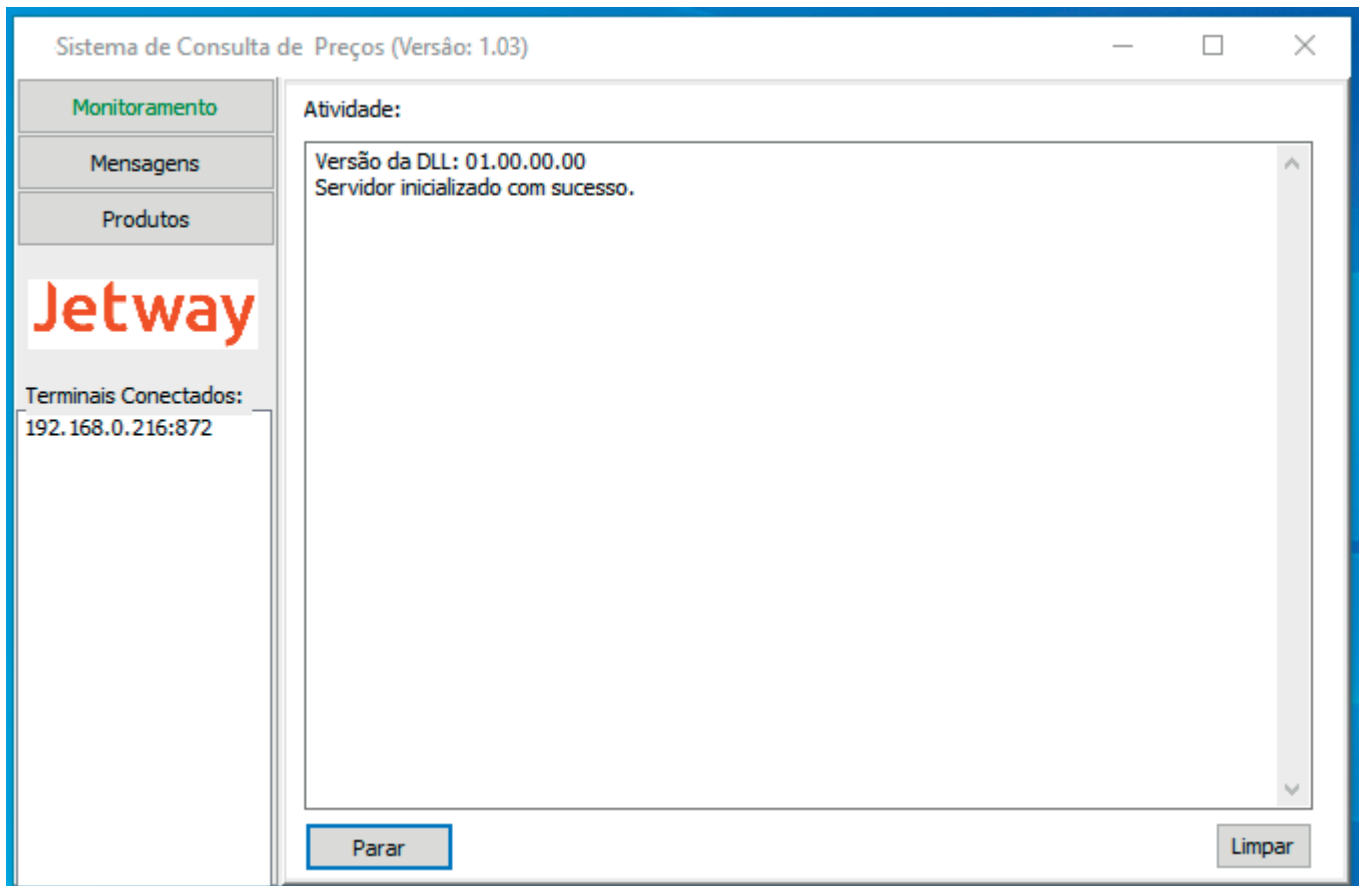 Sistema de Consulta de Preços (Versâo: 1.03)
Monitoramento
Mensagens
Produtos
Jetway
Terminais Conectados:
192.168.0.216:872
Atividade:
Versão da DLL: 01.00.00.00
Servidor inicializado com sucesso.
Parar
Limpar